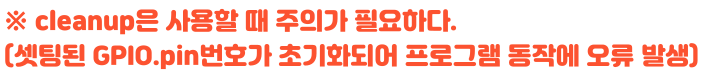 ※ cleanup은 사용할 때 주의가 필요하다.
(셋팅된 GPIO.pin번호가 초기화되어 프로그램 동작에 오류 발생)